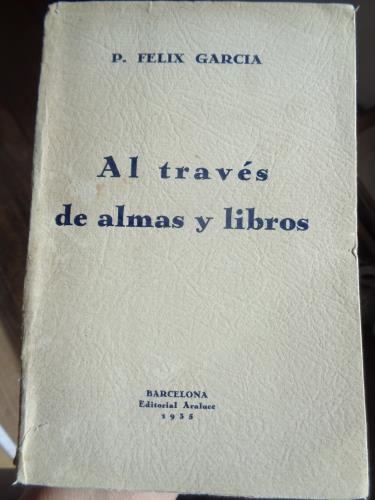 P. FELIX GARCIA
Al través
de almas y libros
BARCELONA
Editorial Araluce
1935